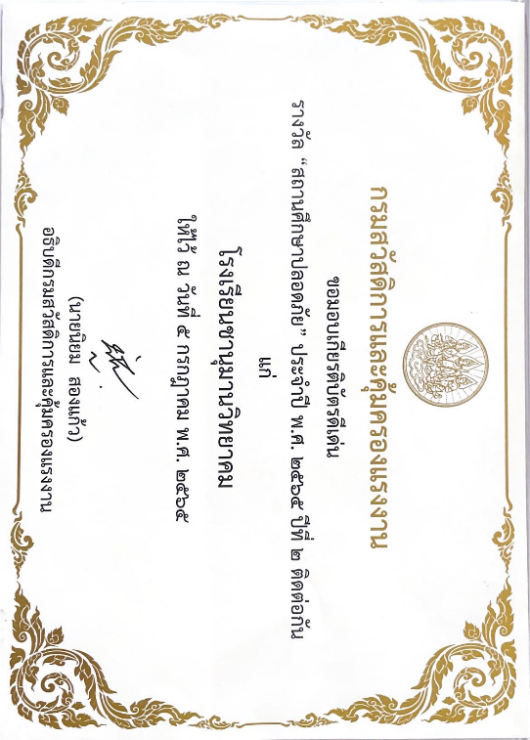 กรมสวัสดิการและคุ้มครองแรงงาน
ขอมอบเกียรติบัตรดีเด่น
รางวัล “สถานศึกษาปลอดภัย” ประจำปี พ.ศ. ๒๕๖๕ ปีที่ ๒ ติดต่อกัน
แก่
โรงเรียนชานุมานวิทยาคม
ให้ไว้ ณ วันที่ ๕ กรกฎาคม พ.ศ. ๒๕๖๕
(นายนิยม สองแก้ว)
อธิบดีกรมสวัสดิการและคุ้มครองแรงงาน